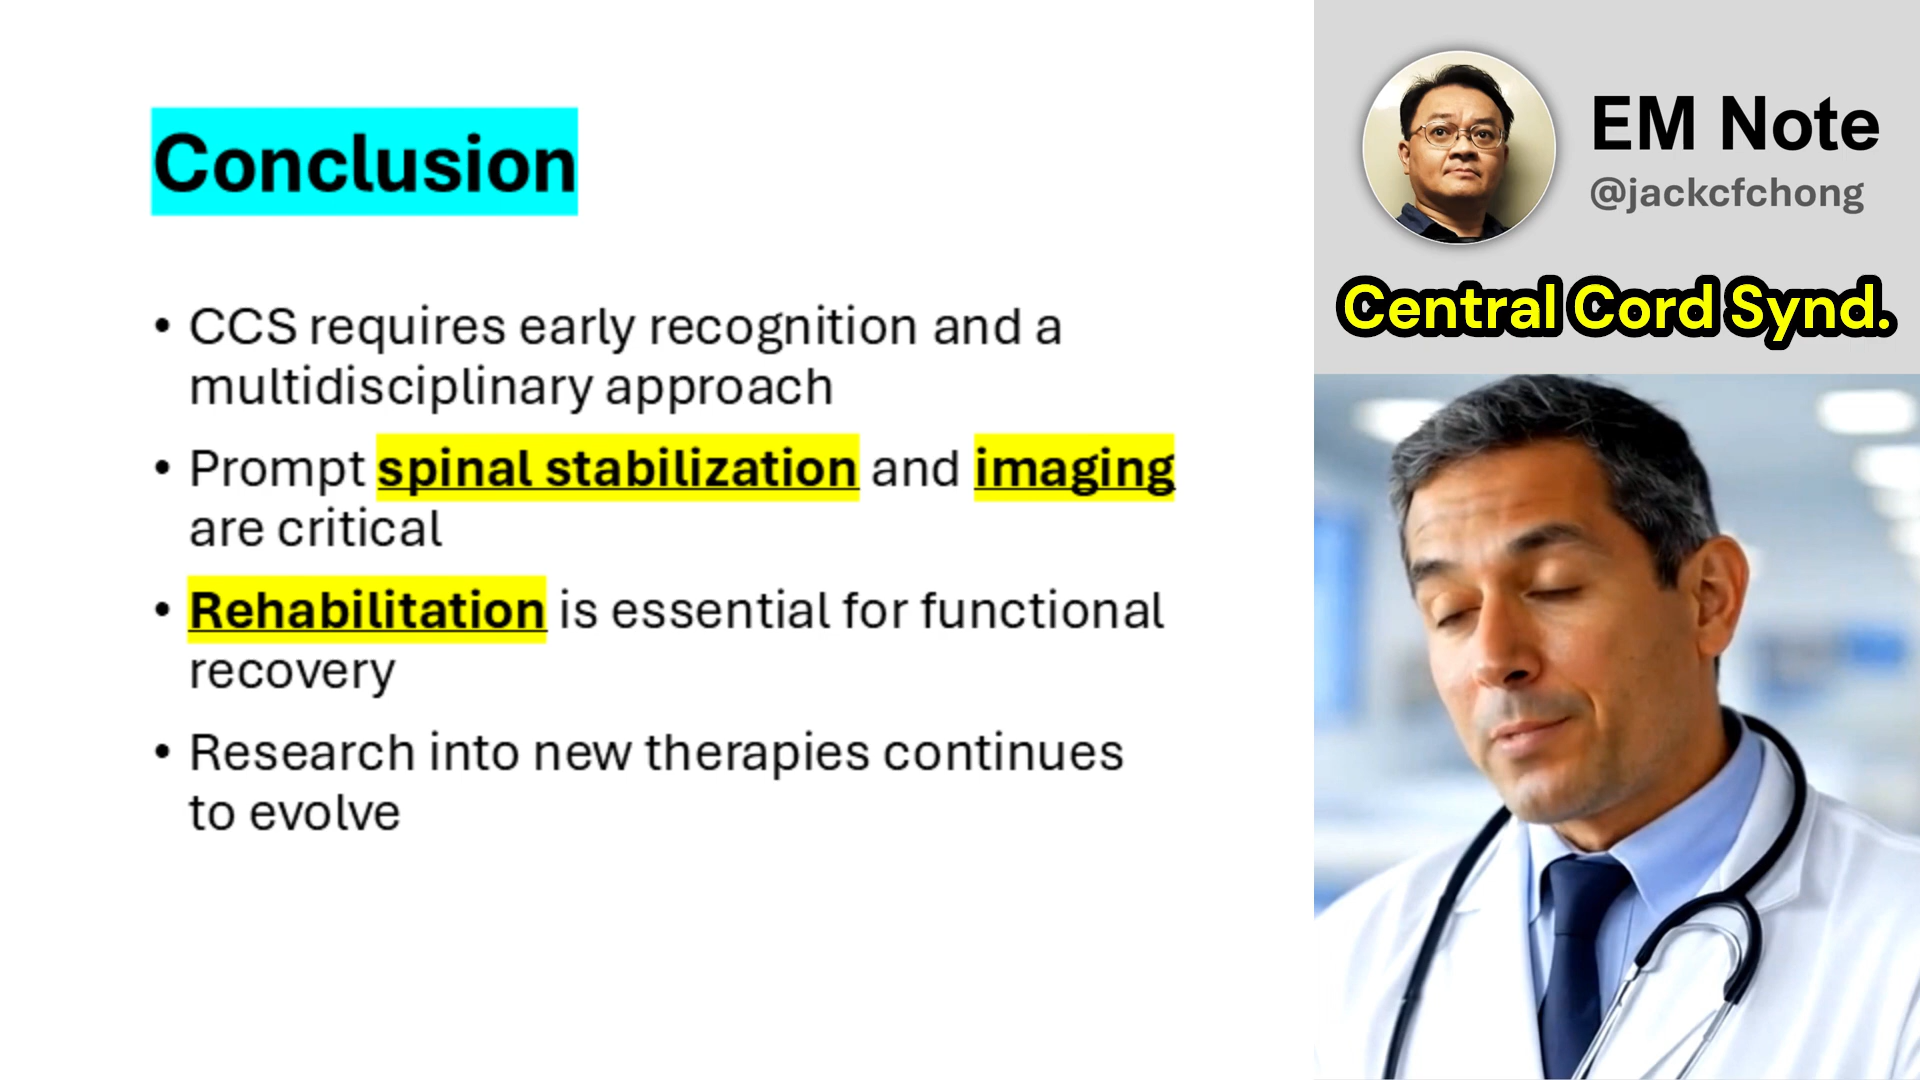 Conclusion
• CCS requires early recognition and a
multidisciplinary approach
• Prompt spinal stabilization and imaging
are critical
• Rehabilitation is essential for functional
recovery
• Research into new therapies continues
to evolve
EM Note
@jackcfchong
Central Cord Synd.